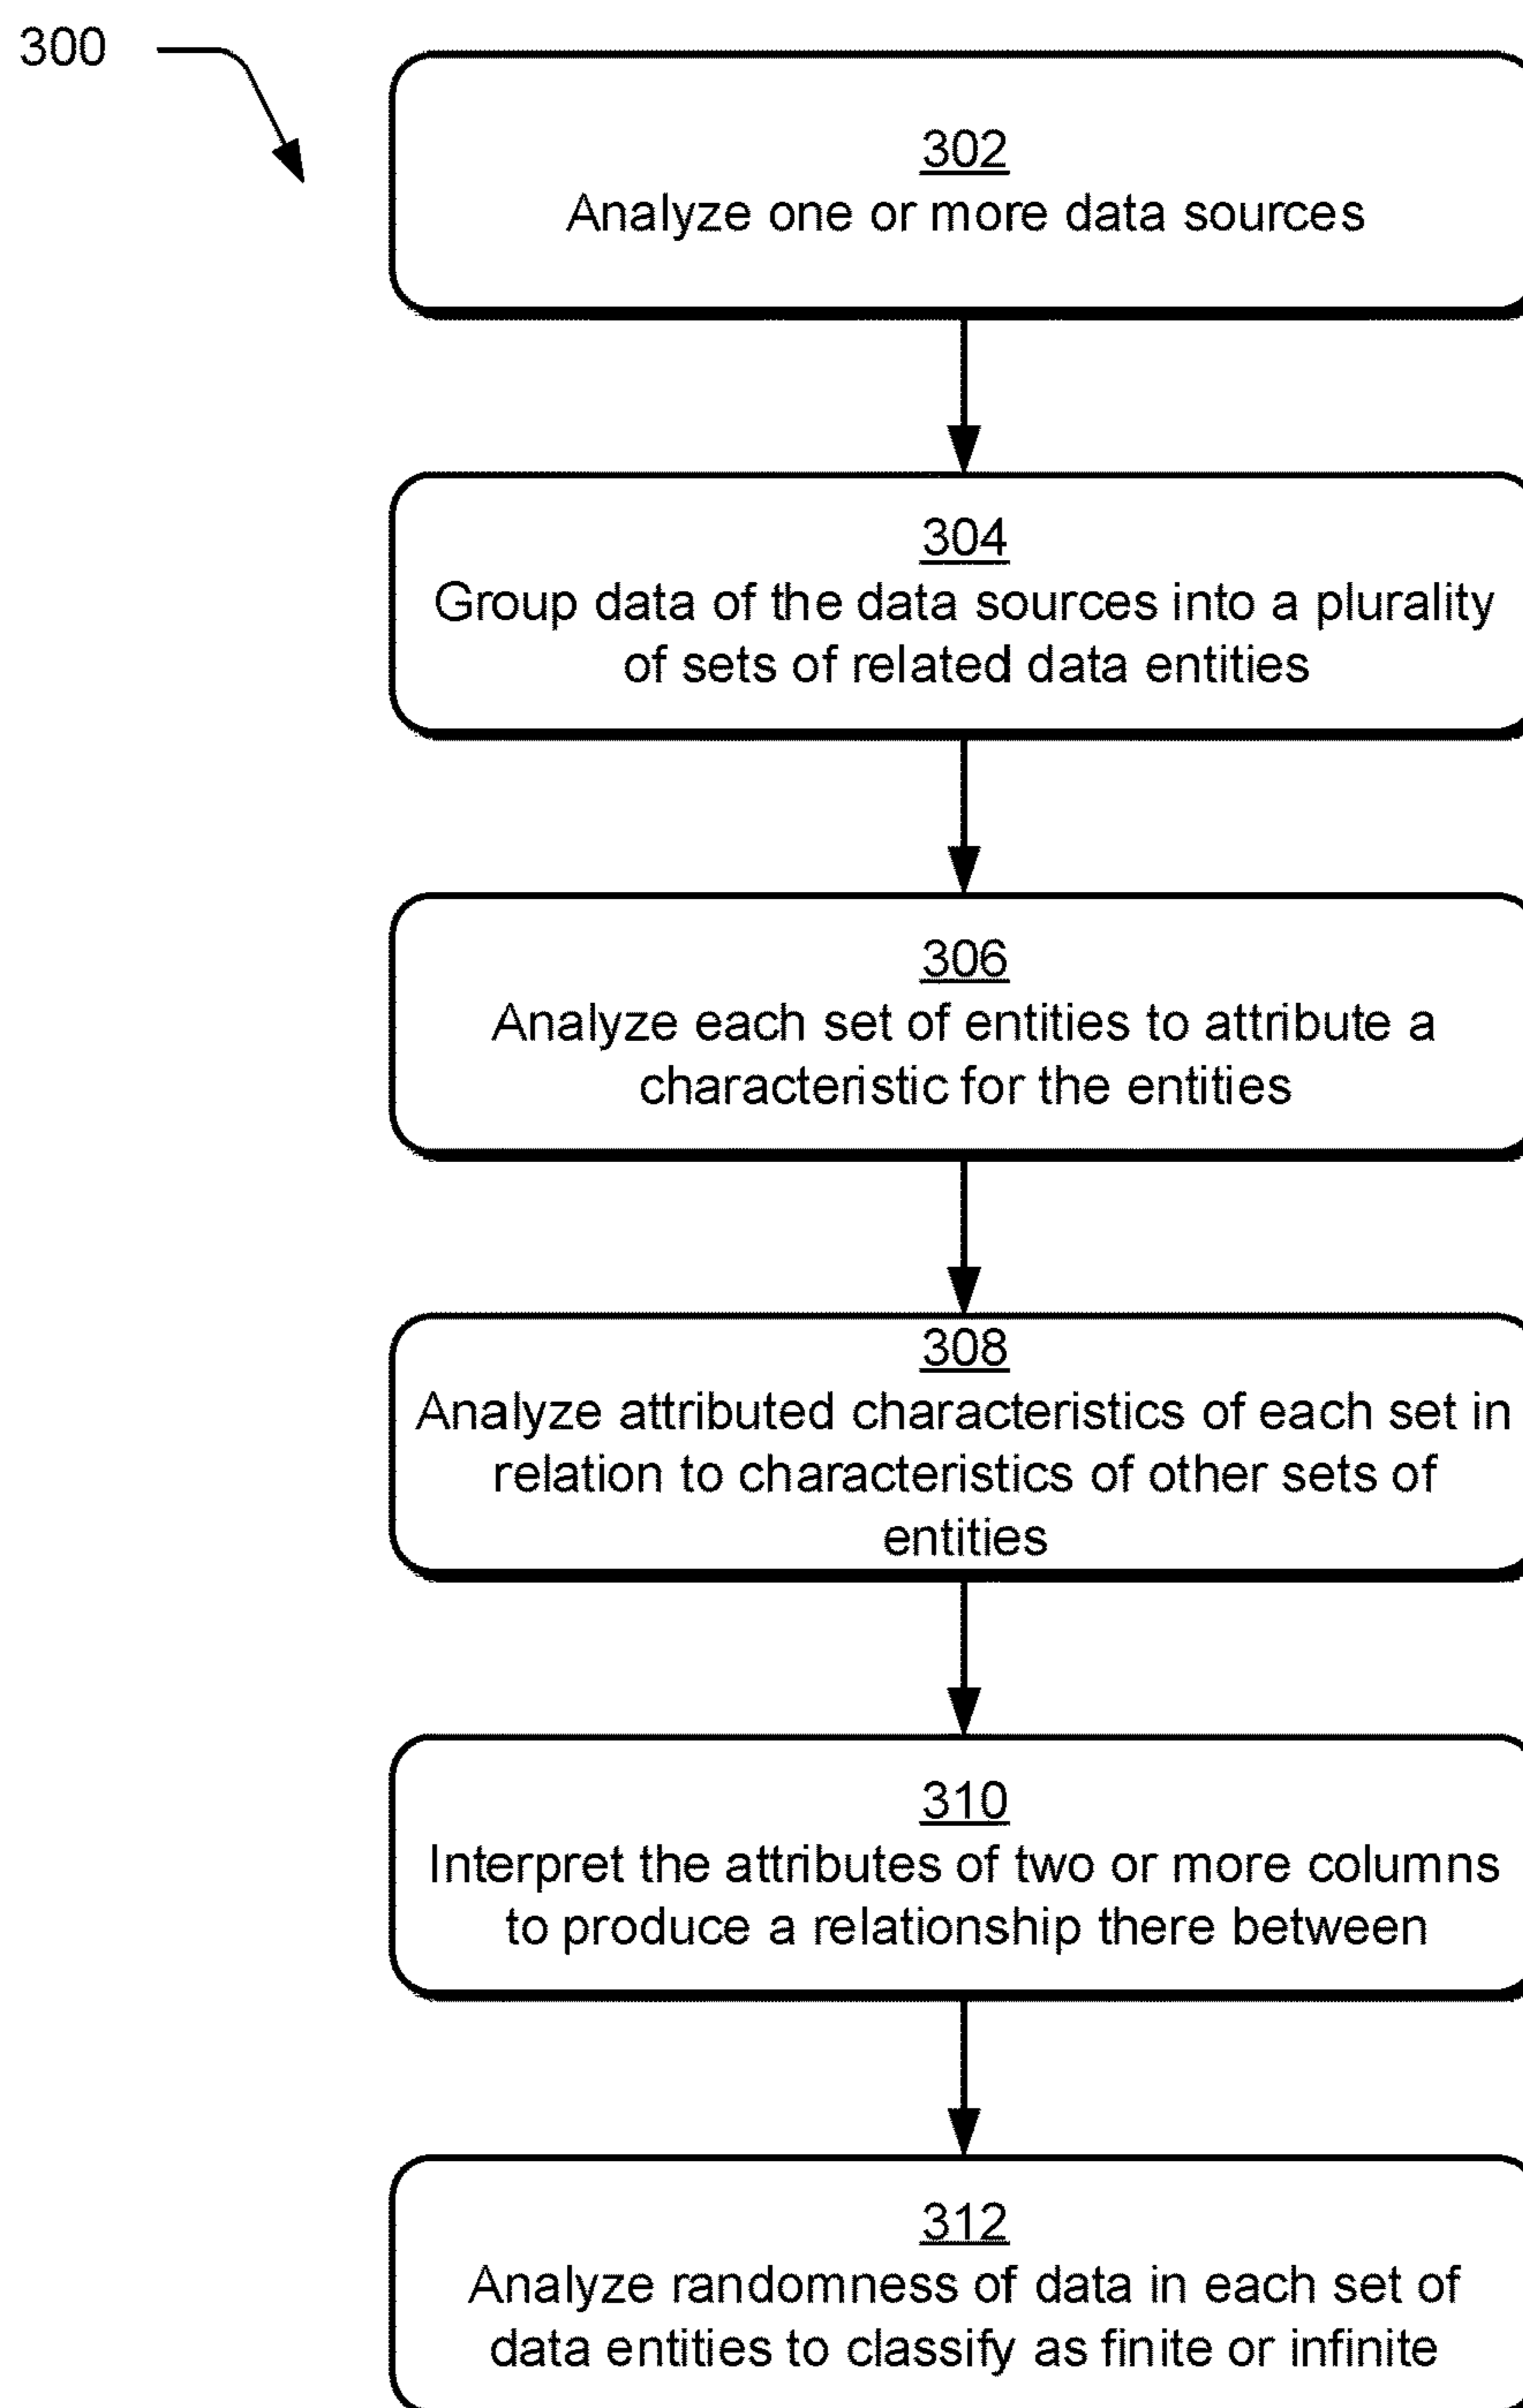 300
302
Analyze one or more data sources
304
Group data of the data sources into a plurality
of sets of related data entities
306
Analyze each set of entities to attribute a
characteristic for the entities
308
Analyze attributed characteristics of each set in
relation to characteristics of other sets of
entities
310
Interpret the attributes of two or more columns
to produce a relationship there between
312
Analyze randomness of data in each set of
data entities to classify as finite or infinite